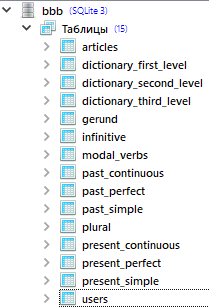 bbb (SQLite 3)
Таблицы (15)
articles
dictionary_first_level
dictionary_second_level
dictionary_third_level
gerund
infinitive
modal_verbs
past_continuous
past_perfect
past_simple
plural
present_continuous
present_perfect
present_simple
users